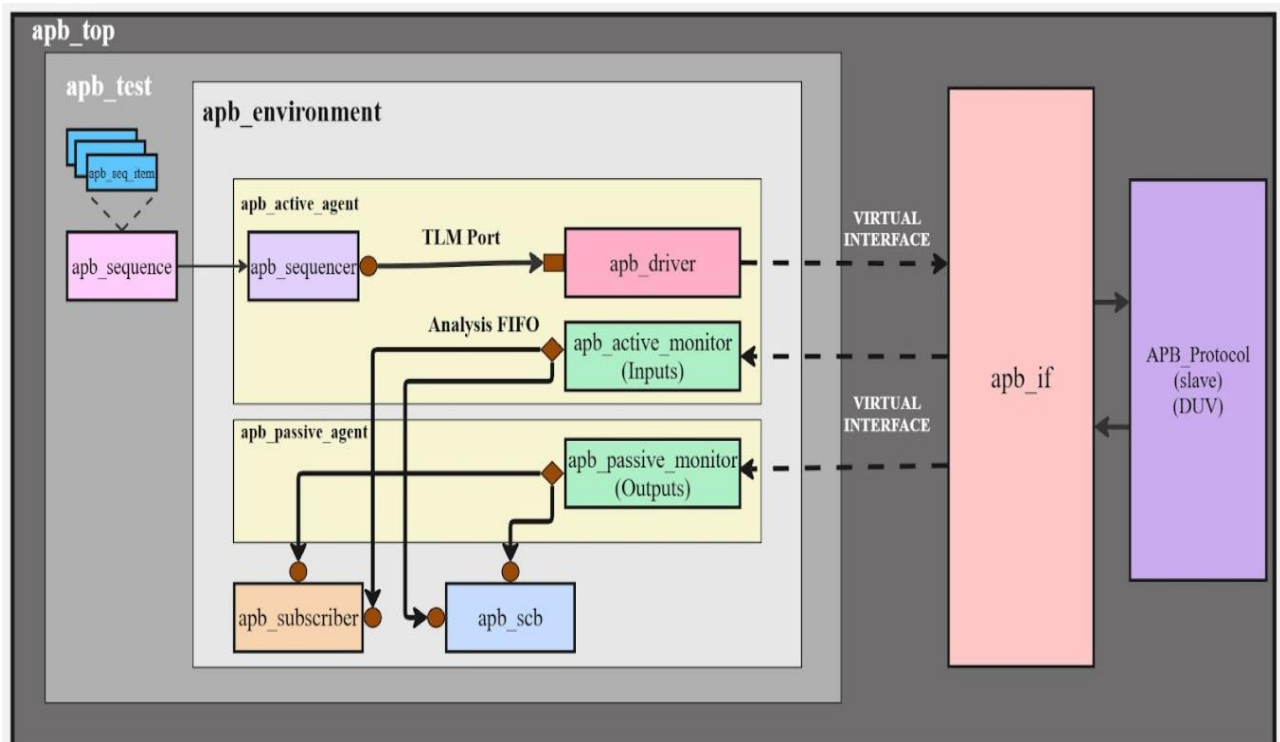 apb_top
apb_test
apb_environment
apb_seq_stem
apb_active_agent
apb_sequence
apb_sequencer
TLM Port
apb_driver
VIRTUAL
INTERFACE
Analysis FIFO
apb_active_monitor
(Inputs)
apb_if
APB_Protocol
(slave)
(DUV)
VIRTUAL
INTERFACE
apb_passive_agent
apb_passive_monitor
(Outputs)
apb_subscriber
apb_scb